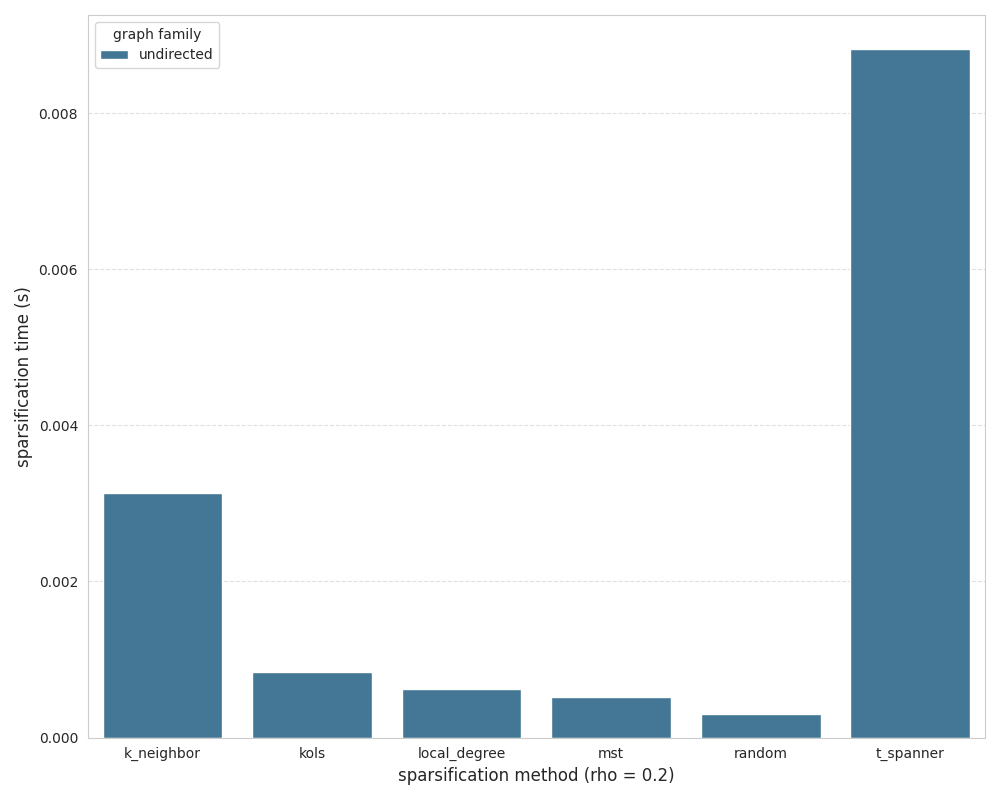 graph family
undirected
sparsification time (s)
0.008
0.006
0.004
0.002
0.000
k_neighbor
kols
local_degree
mst
random
t_spanner
sparsification method (rho = 0.2)